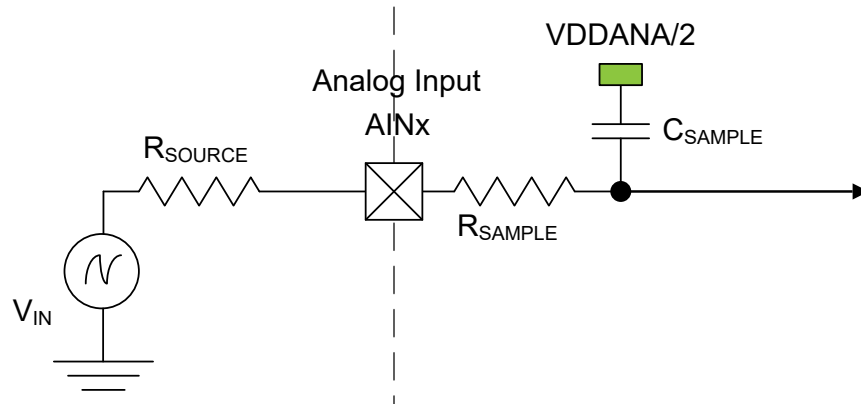 VDDANA/2
Analog Input
AINx
CSAMPLE
RSOURCE
RSAMPLE
VIN